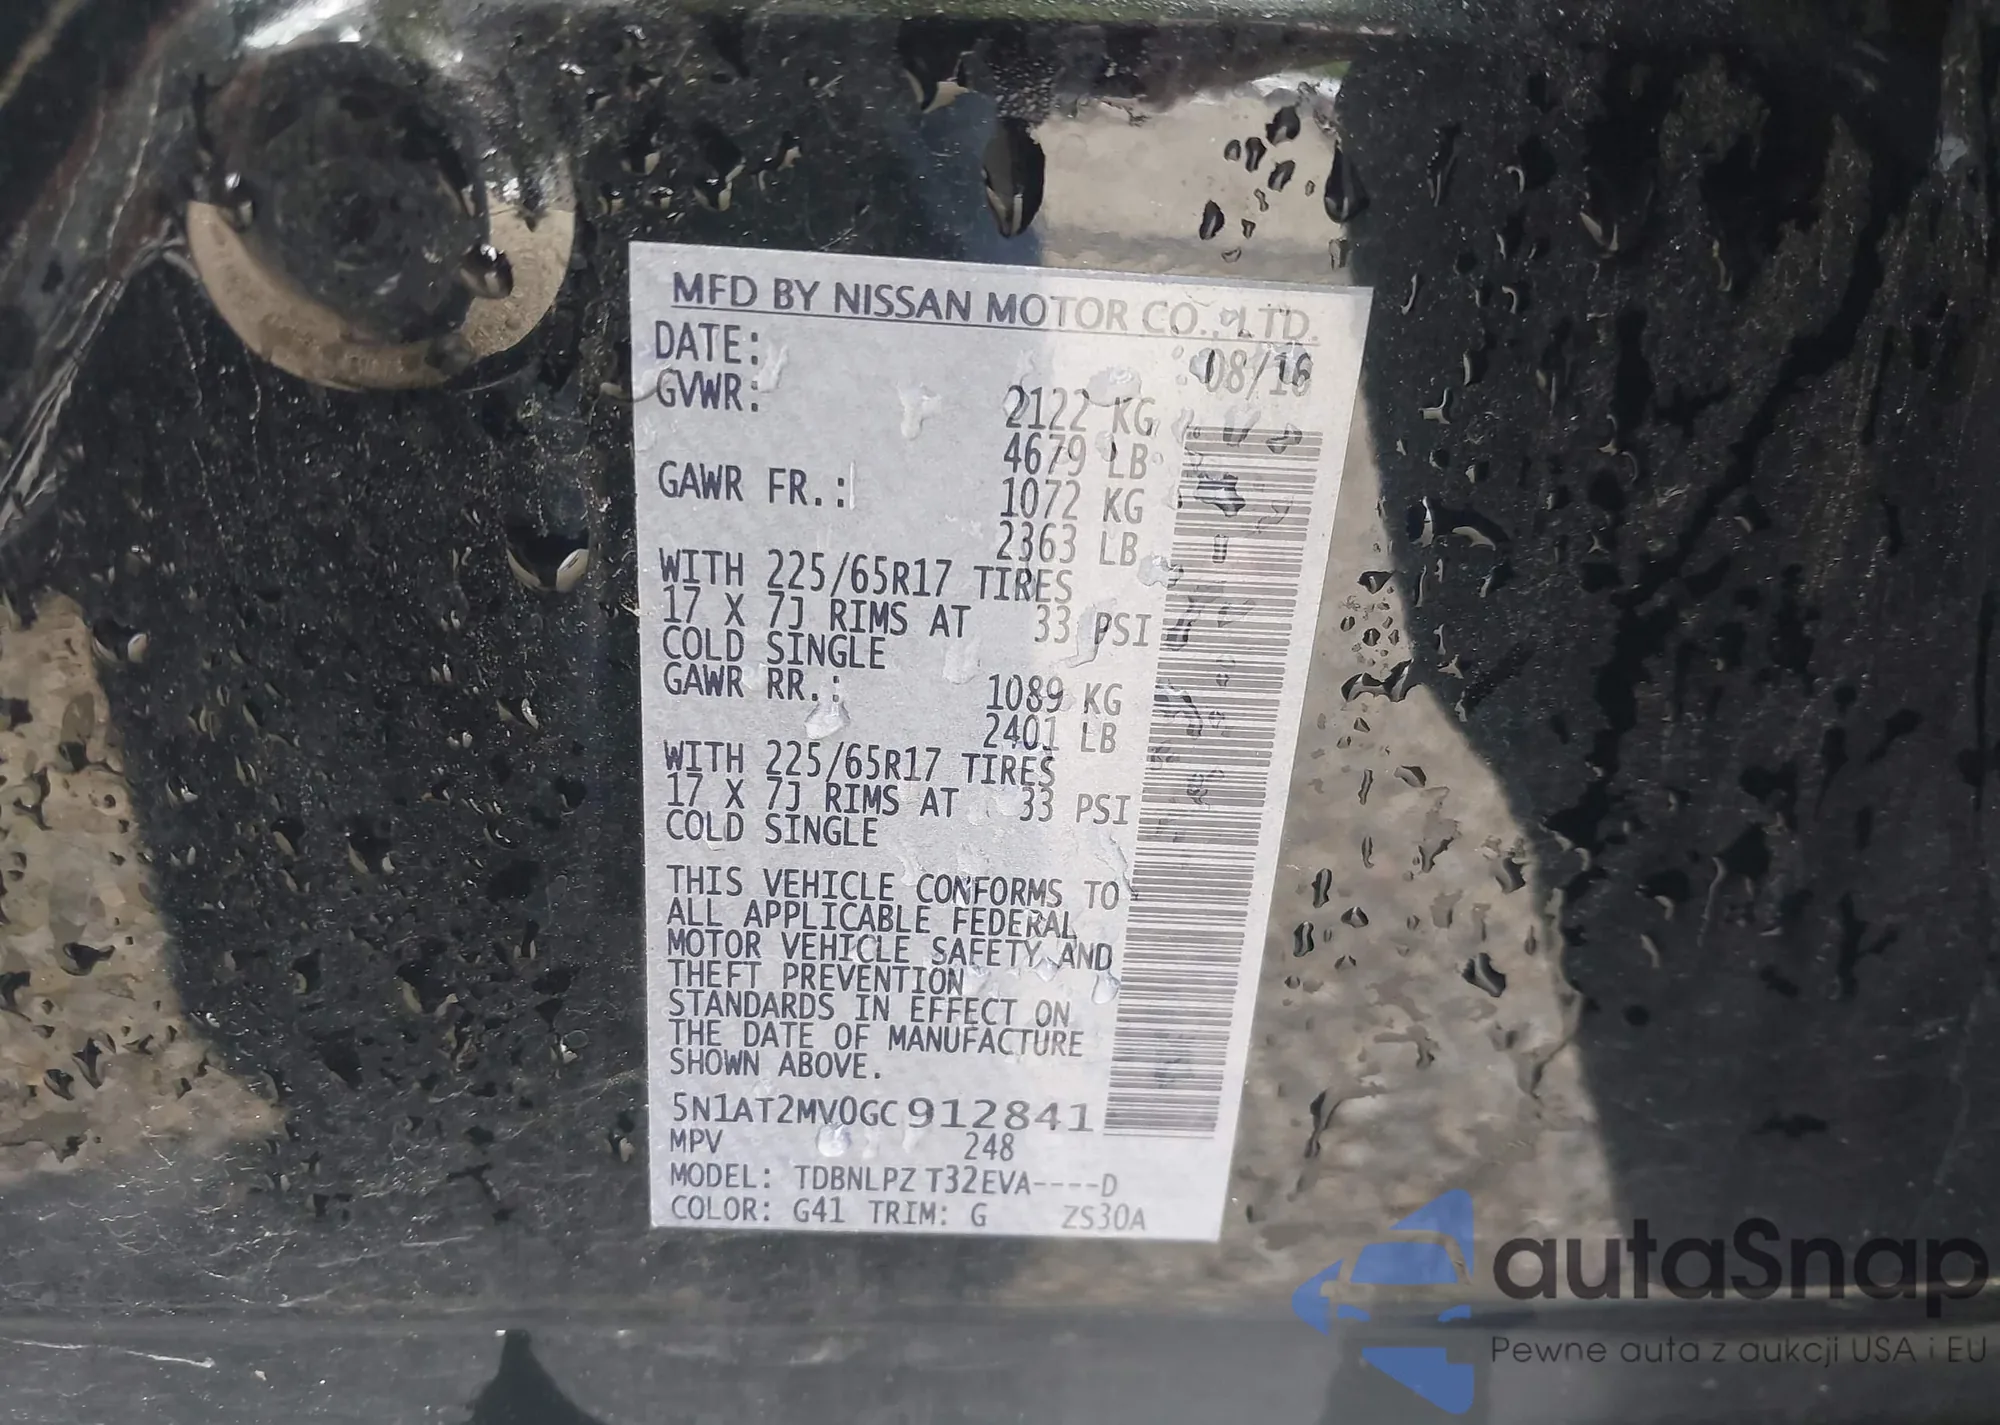 MFD BY NISSAN MOTOR CO., LTD.
DATE: 08/16
GVWR: 2122 KG
4679 LB
GAWR FR.: 1072 KG
2363 LB
WITH 225/65R17 TIRES
17 X 7J RIMS AT 33 PSI
COLD SINGLE
GAWR RR.: 1089 KG
2401 LB
WITH 225/65R17 TIRES
17 X 7J RIMS AT 33 PSI
COLD SINGLE
THIS VEHICLE CONFORMS TO
ALL APPLICABLE FEDERAL
MOTOR VEHICLE SAFETY AND
THEFT PREVENTION
STANDARDS IN EFFECT ON
THE DATE OF MANUFACTURE
SHOWN ABOVE.
5N1AT2MV0GC912841
MPV 248
MODEL: TDBNLPZ T32EVA----D
COLOR: G41 TRIM: G ZS30A
autaSnap
Pewne auta z aukcji USA i EU